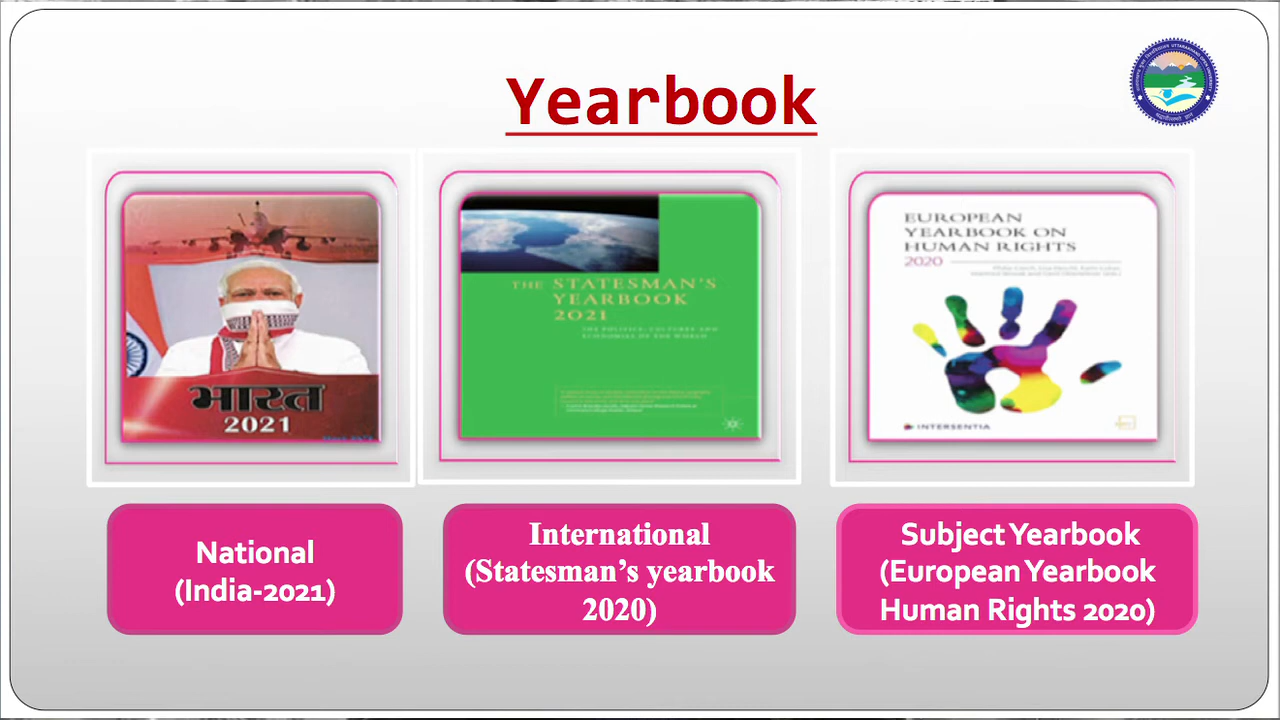 Yearbook
भारत
2021
THE STATESMAN'S
YEARBOOK
2021
THE POLITICS, CULTURES AND
ECONOMIES OF THE WORLD
EUROPEAN
YEARBOOK ON
HUMAN RIGHTS
2020
INTERSENTIA
National
(India-2021)
International
(Statesman’s yearbook
2020)
Subject Yearbook
(European Yearbook
Human Rights 2020)